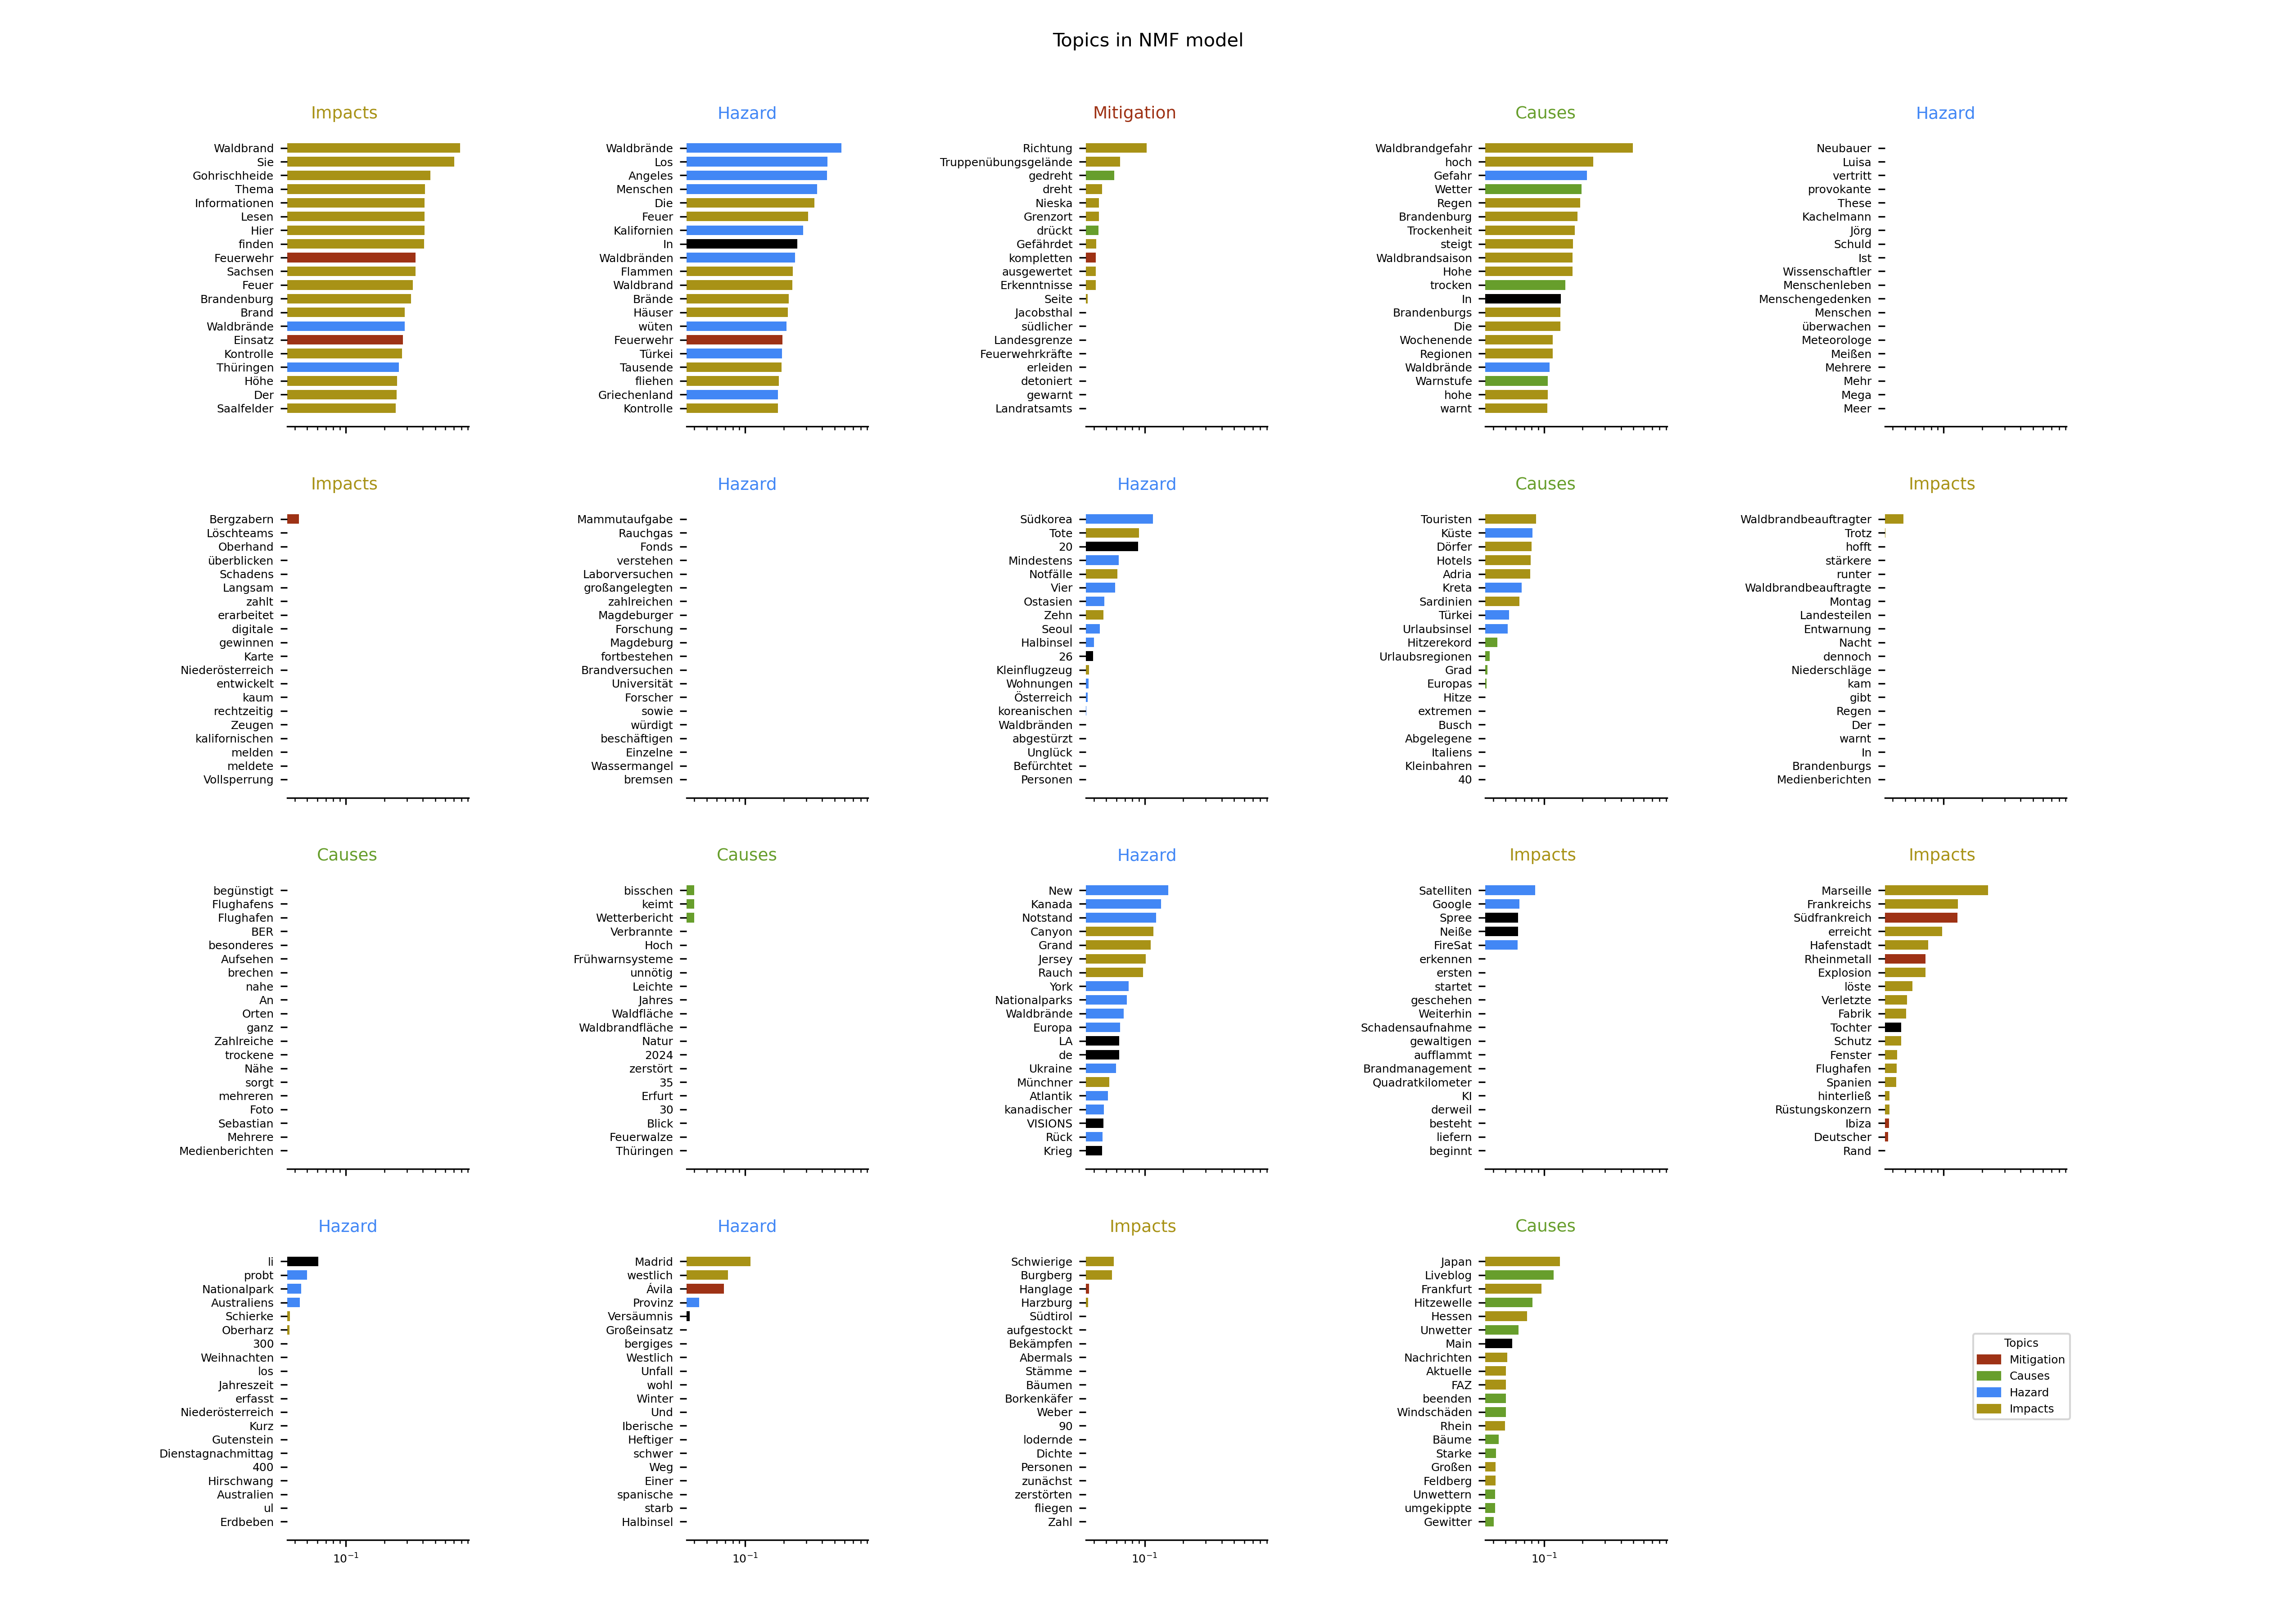 Topics in NMF model
Impacts
Waldbrand
Sie
Gohrischheide
Thema
Informationen
Lesen
Hier
finden
Feuerwehr
Sachsen
Feuer
Brandenburg
Brand
Waldbrände
Einsatz
Kontrolle
Thüringen
Höhe
Der
Saalfelder
Hazard
Waldbrände
Los
Angeles
Menschen
Die
Feuer
Kalifornien
In
Waldbränden
Flammen
Waldbrand
Brände
Häuser
wüten
Feuerwehr
Türkei
Tausende
fliehen
Griechenland
Kontrolle
Mitigation
Richtung
Truppenübungsgelände
gedreht
dreht
Nieska
Grenzort
drückt
Gefährdet
kompletten
ausgewertet
Erkenntnisse
Seite
Jacobsthal
südlicher
Landesgrenze
Feuerwehrkräfte
erleiden
detoniert
gewarnt
Landratsamts
Causes
Waldbrandgefahr
hoch
Gefahr
Wetter
Regen
Brandenburg
Trockenheit
steigt
Waldbrandsaison
Hohe
trocken
In
Brandenburgs
Die
Wochenende
Regionen
Waldbrände
Warnstufe
hohe
warnt
Hazard
Neubauer
Luisa
vertritt
provokante
These
Kachelmann
Jörg
Schuld
Ist
Wissenschaftler
Menschenleben
Menschengedenken
Menschen
überwachen
Meteorologe
Meißen
Mehrere
Mehr
Mega
Meer
Impacts
Bergzabern
Löschteams
Oberhand
überblicken
Schadens
Langsam
zahlt
erarbeitet
digitale
gewinnen
Karte
Niederösterreich
entwickelt
kaum
rechtzeitig
Zeugen
kalifornischen
melden
meldete
Vollsperrung
Hazard
Mammutaufgabe
Rauchgas
Fonds
verstehen
Laborversuchen
großangelegten
zahlreichen
Magdeburger
Forschung
Magdeburg
fortbestehen
Brandversuchen
Universität
Forscher
sowie
würdigt
beschäftigen
Einzelne
Wassermangel
bremsen
Hazard
Südkorea
Tote
20
Mindestens
Notfälle
Vier
Ostasien
Zehn
Seoul
Halbinsel
26
Kleinflugzeug
Wohnungen
Österreich
koreanischen
Waldbränden
abgestürzt
Unglück
Befürchtet
Personen
Causes
Touristen
Küste
Dörfer
Hotels
Adria
Kreta
Sardinien
Türkei
Urlaubsinsel
Hitzerekord
Urlaubsregionen
Grad
Europas
Hitze
extremen
Busch
Abgelegene
Italiens
Kleinbahren
40
Impacts
Waldbrandbeauftragter
Trotz
hofft
stärkere
runter
Waldbrandbeauftragte
Montag
Landesteilen
Entwarnung
Nacht
dennoch
Niederschläge
kam
gibt
Regen
Der
warnt
In
Brandenburgs
Medienberichten
Causes
begünstigt
Flughafens
Flughafen
BER
besonderes
Aufsehen
brechen
nahe
An
Orten
ganz
Zahlreiche
trockene
Nähe
sorgt
mehreren
Foto
Sebastian
Mehrere
Medienberichten
Causes
bisschen
keimt
Wetterbericht
Verbrannte
Hoch
Frühwarnsysteme
unnötig
Leichte
Jahres
Waldfläche
Waldbrandfläche
Natur
2024
zerstört
35
Erfurt
30
Blick
Feuerwalze
Thüringen
Hazard
New
Kanada
Notstand
Canyon
Grand
Jersey
Rauch
York
Nationalparks
Waldbrände
Europa
LA
de
Ukraine
Münchner
Atlantik
kanadischer
VISIONS
Rück
Krieg
Impacts
Satelliten
Google
Spree
Neiße
FireSat
erkennen
ersten
startet
geschehen
Weiterhin
Schadensaufnahme
gewaltigen
aufflammt
Brandmanagement
Quadratkilometer
KI
derweil
besteht
liefern
beginnt
Impacts
Marseille
Frankreichs
Südfrankreich
erreicht
Hafenstadt
Rheinmetall
Explosion
löste
Verletzte
Fabrik
Tochter
Schutz
Fenster
Flughafen
Spanien
hinterließ
Rüstungskonzern
Ibiza
Deutscher
Rand
Hazard
li
probt
Nationalpark
Australiens
Schierke
Oberharz
300
Weihnachten
los
Jahreszeit
erfasst
Niederösterreich
Kurz
Gutenstein
Dienstagnachmittag
400
Hirschwang
Australien
ul
Erdbeben
10⁻¹
Hazard
Madrid
westlich
Ávila
Provinz
Versäumnis
Großeinsatz
bergiges
Westlich
Unfall
wohl
Winter
Und
Iberische
Heftiger
schwer
Weg
Einer
spanische
starb
Halbinsel
10⁻¹
Impacts
Schwierige
Burgberg
Hanglage
Harzburg
Südtirol
aufgestockt
Bekämpfen
Abermals
Stämme
Bäumen
Borkenkäfer
Weber
90
lodernde
Dichte
Personen
zunächst
zerstörten
fliegen
Zahl
10⁻¹
Causes
Japan
Liveblog
Frankfurt
Hitzewelle
Hessen
Unwetter
Main
Nachrichten
Aktuelle
FAZ
beenden
Windschäden
Rhein
Bäume
Starke
Großen
Feldberg
Unwettern
umgekippte
Gewitter
10⁻¹
Topics
Mitigation
Causes
Hazard
Impacts